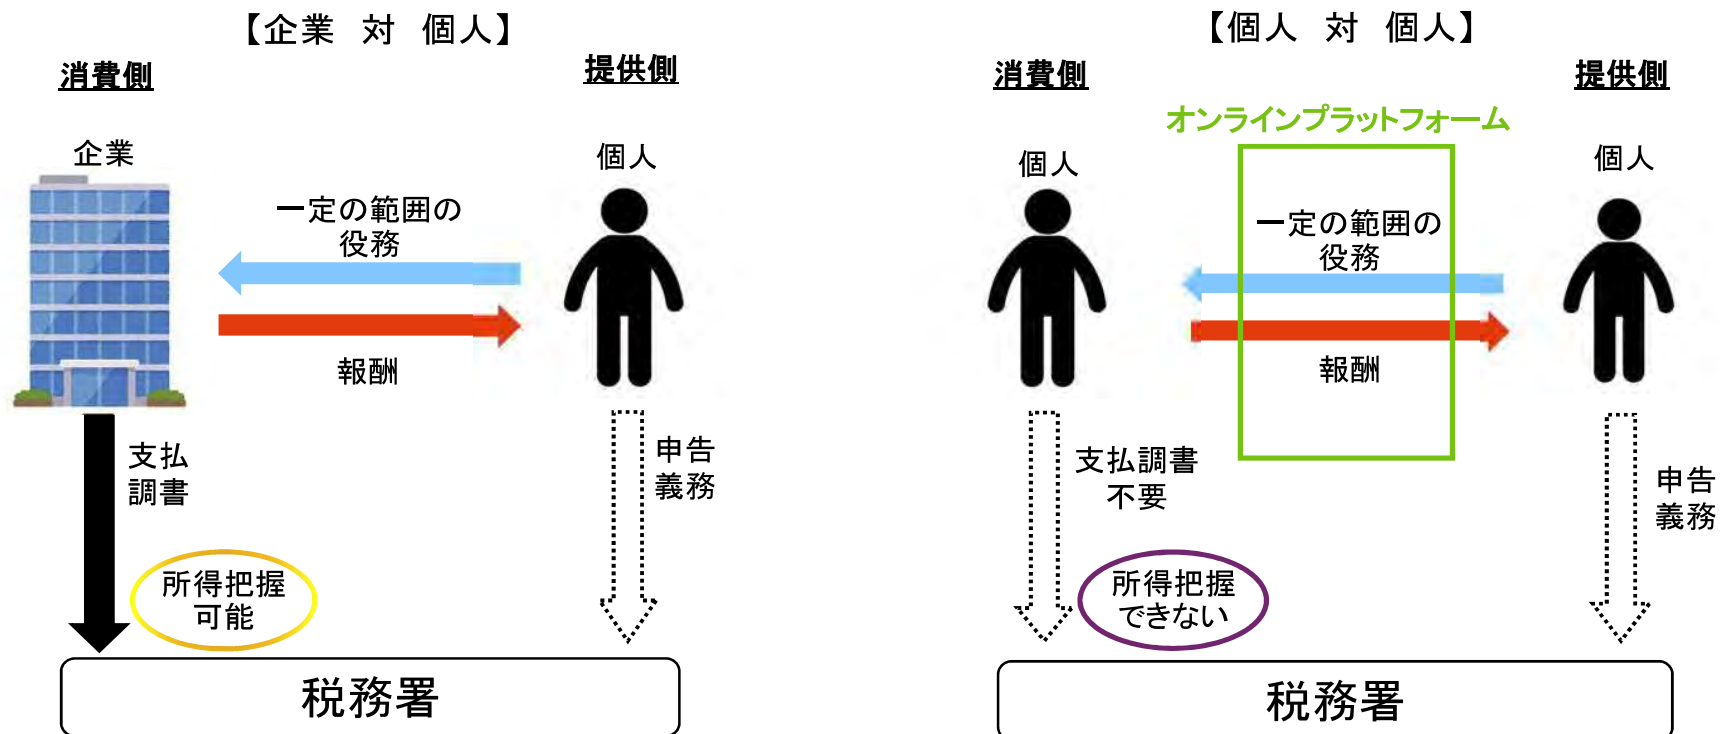 【企業 対 個人】
消費側
提供側
企業
個人
一定の範囲の
役務
報酬
支払
調書
申告
義務
所得把握
可能
税務署
【個人 対 個人】
消費側
提供側
オンラインプラットフォーム
個人
個人
一定の範囲の
役務
報酬
支払調書
不要
申告
義務
所得把握
できない
税務署